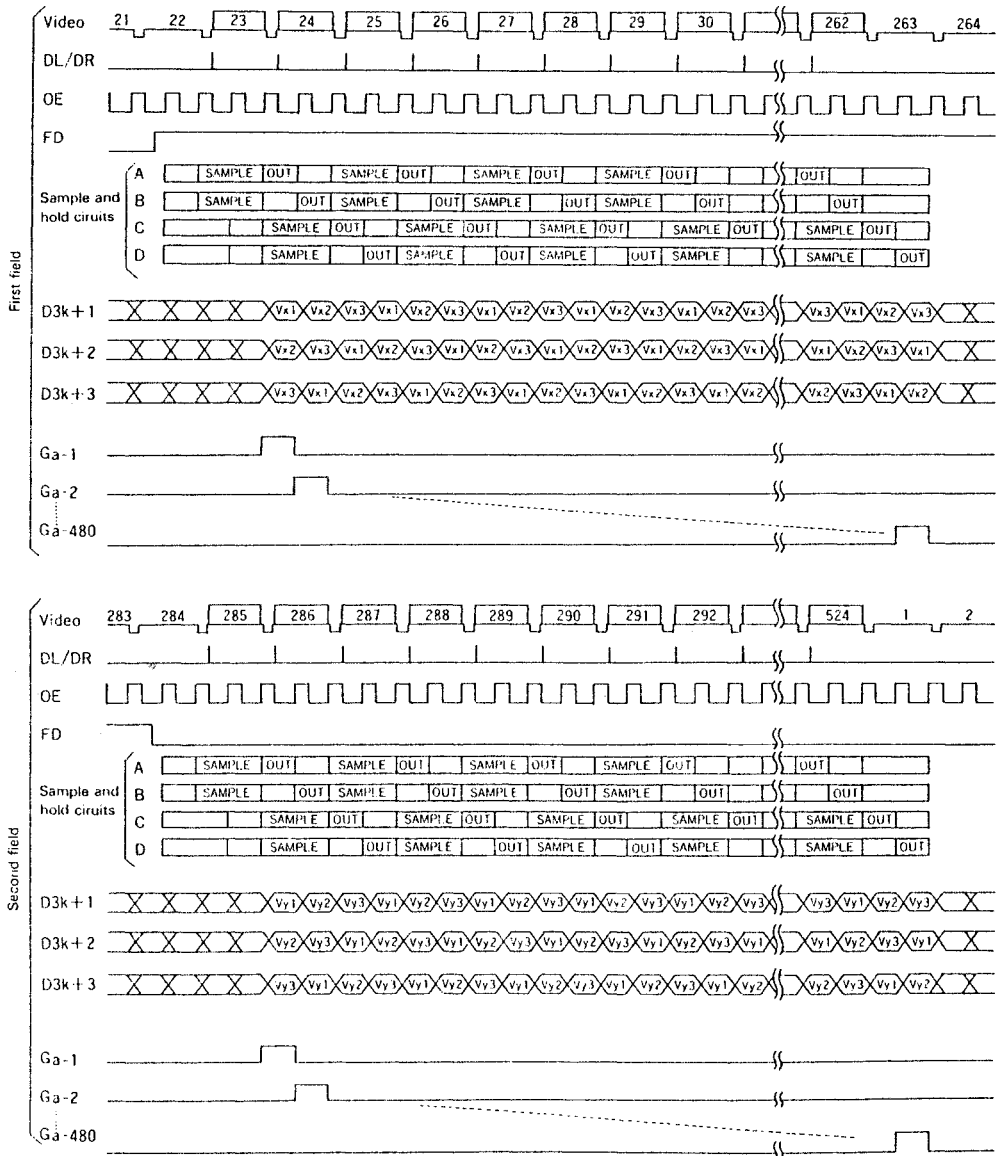 First field
Video 21 22 23 24 25 26 27 28 29 30 262 263 264
DL/DR
OE
FD
Sample and
hold ciruits
A SAMPLE OUT SAMPLE OUT SAMPLE OUT SAMPLE OUT OUT
B SAMPLE OUT SAMPLE OUT SAMPLE OUT SAMPLE OUT OUT
C SAMPLE OUT SAMPLE OUT SAMPLE OUT SAMPLE OUT SAMPLE OUT
D SAMPLE OUT SAMPLE OUT SAMPLE OUT SAMPLE SAMPLE OUT
D3k+1 Vx1 Vx2 Vx3 Vx1 Vx2 Vx3 Vx1 Vx2 Vx3 Vx1 Vx2 Vx3 Vx1 Vx2 Vx3 Vx3 Vx1 Vx2 Vx3
D3k+2 Vx2 Vx3 Vx1 Vx2 Vx3 Vx1 Vx2 Vx3 Vx1 Vx2 Vx3 Vx1 Vx2 Vx3 Vx1 Vx1 Vx2 Vx3 Vx1
D3k+3 Vx3 Vx1 Vx2 Vx3 Vx1 Vx2 Vx3 Vx1 Vx2 Vx3 Vx1 Vx2 Vx3 Vx1 Vx2 Vx2 Vx3 Vx1 Vx2
Ga-1
Ga-2
Ga-480
Second field
Video 283 284 285 286 287 288 289 290 291 292 524 1 2
DL/DR
OE
FD
Sample and
hold ciruits
A SAMPLE OUT SAMPLE OUT SAMPLE OUT SAMPLE OUT OUT
B SAMPLE OUT SAMPLE OUT SAMPLE OUT SAMPLE OUT OUT
C SAMPLE OUT SAMPLE OUT SAMPLE OUT SAMPLE OUT SAMPLE OUT
D SAMPLE OUT SAMPLE OUT SAMPLE OUT SAMPLE SAMPLE OUT
D3k+1 Vy1 Vy2 Vy3 Vy1 Vy2 Vy3 Vy1 Vy2 Vy3 Vy1 Vy2 Vy3 Vy1 Vy2 Vy3 Vy3 Vy1 Vy2 Vy3
D3k+2 Vy2 Vy3 Vy1 Vy2 Vy3 Vy1 Vy2 Vy3 Vy1 Vy2 Vy3 Vy1 Vy2 Vy3 Vy1 Vy1 Vy2 Vy3 Vy1
D3k+3 Vy3 Vy1 Vy2 Vy3 Vy1 Vy2 Vy3 Vy1 Vy2 Vy3 Vy1 Vy2 Vy3 Vy1 Vy2 Vy2 Vy3 Vy1 Vy2
Ga-1
Ga-2
Ga-480